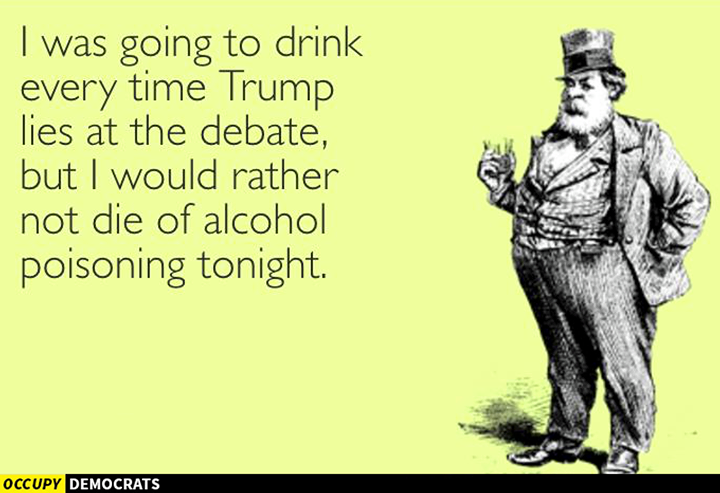 I was going to drink
every time Trump
lies at the debate,
but I would rather
not die of alcohol
poisoning tonight.
OCCUPY DEMOCRATS